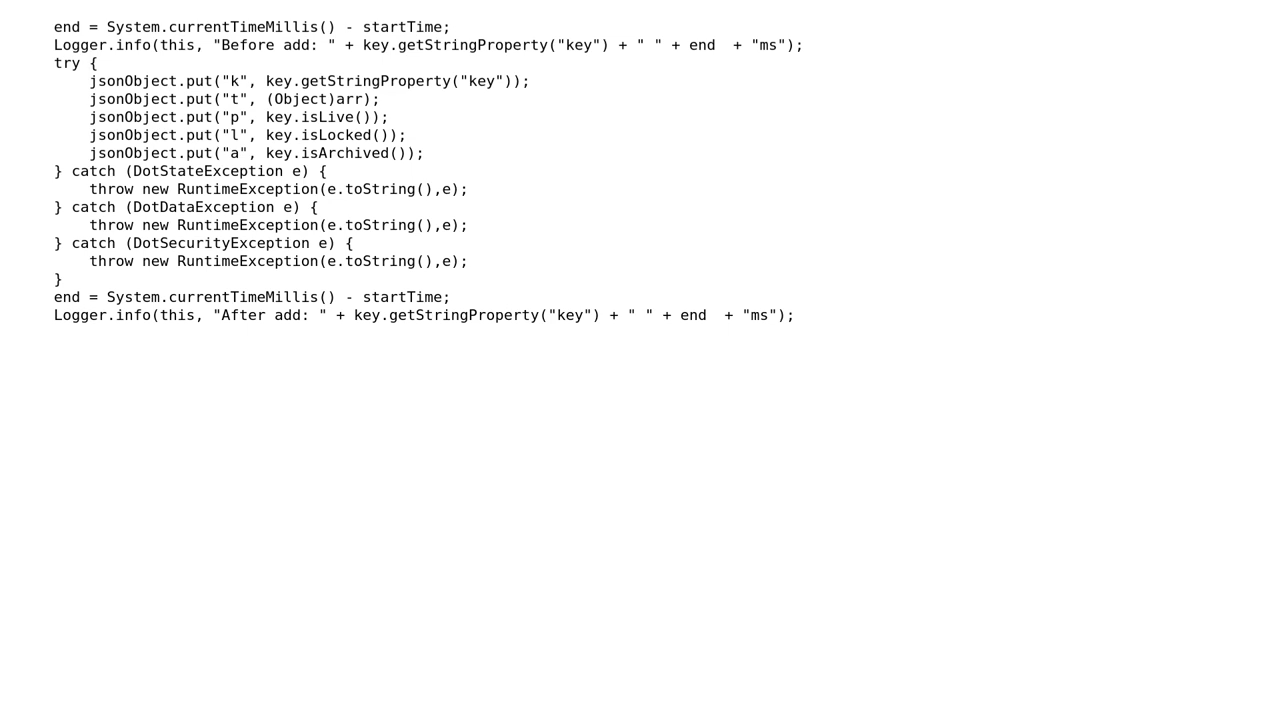 end = System.currentTimeMillis() - startTime;
Logger.info(this, "Before add: " + key.getStringProperty("key") + " " + end  + "ms");
try {
    jsonObject.put("k", key.getStringProperty("key"));
    jsonObject.put("t", (Object)arr);
    jsonObject.put("p", key.isLive());
    jsonObject.put("l", key.isLocked());
    jsonObject.put("a", key.isArchived());
} catch (DotStateException e) {
    throw new RuntimeException(e.toString(),e);
} catch (DotDataException e) {
    throw new RuntimeException(e.toString(),e);
} catch (DotSecurityException e) {
    throw new RuntimeException(e.toString(),e);
}
end = System.currentTimeMillis() - startTime;
Logger.info(this, "After add: " + key.getStringProperty("key") + " " + end  + "ms");